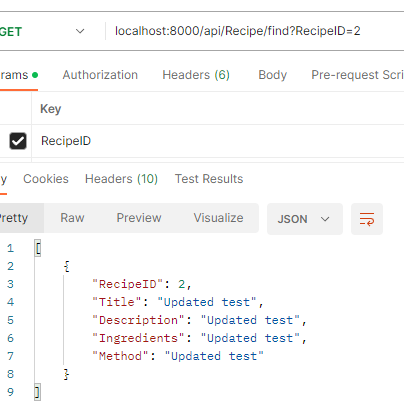 GET localhost:8000/api/Recipe/find?RecipeID=2
rams Authorization Headers (6) Body Pre-request Scri
Key
RecipeID
y Cookies Headers (10) Test Results
Pretty Raw Preview Visualize JSON
1 [
2 {
3 "RecipeID": 2,
4 "Title": "Updated test",
5 "Description": "Updated test",
6 "Ingredients": "Updated test",
7 "Method": "Updated test"
8 }
9 ]